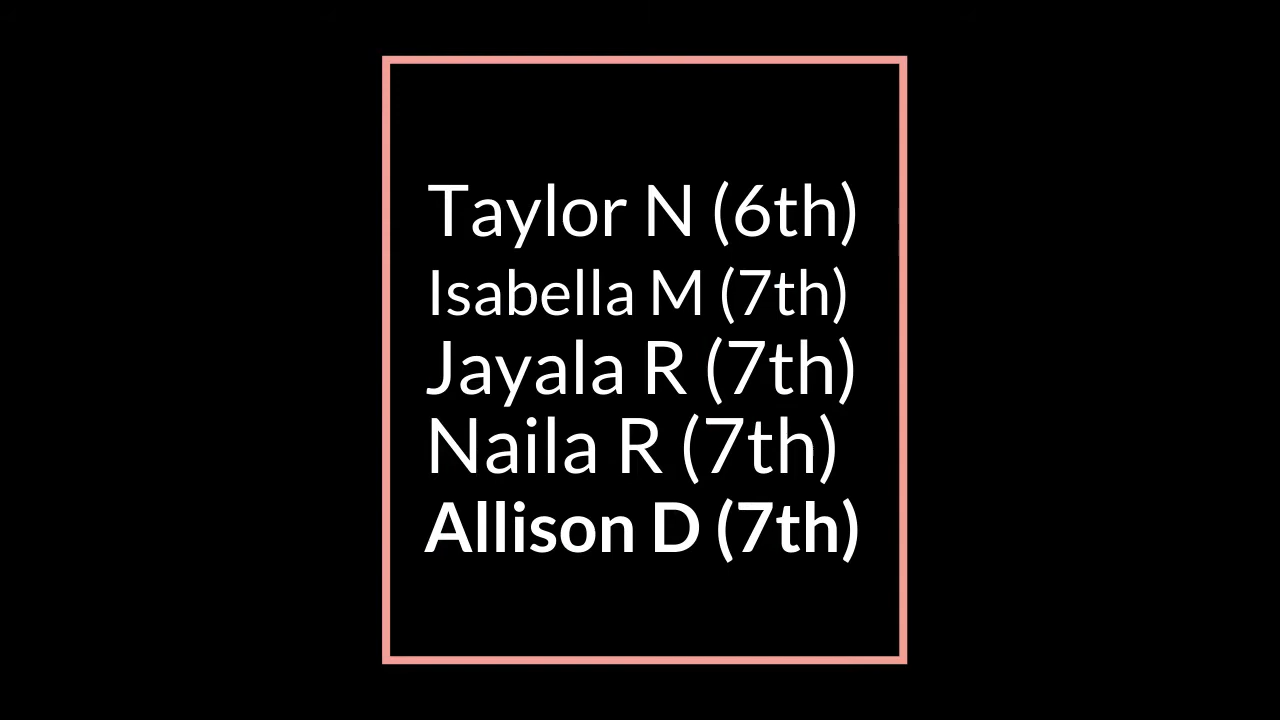 Taylor N (6th)
Isabella M (7th)
Jayala R (7th)
Naila R (7th)
Allison D (7th)